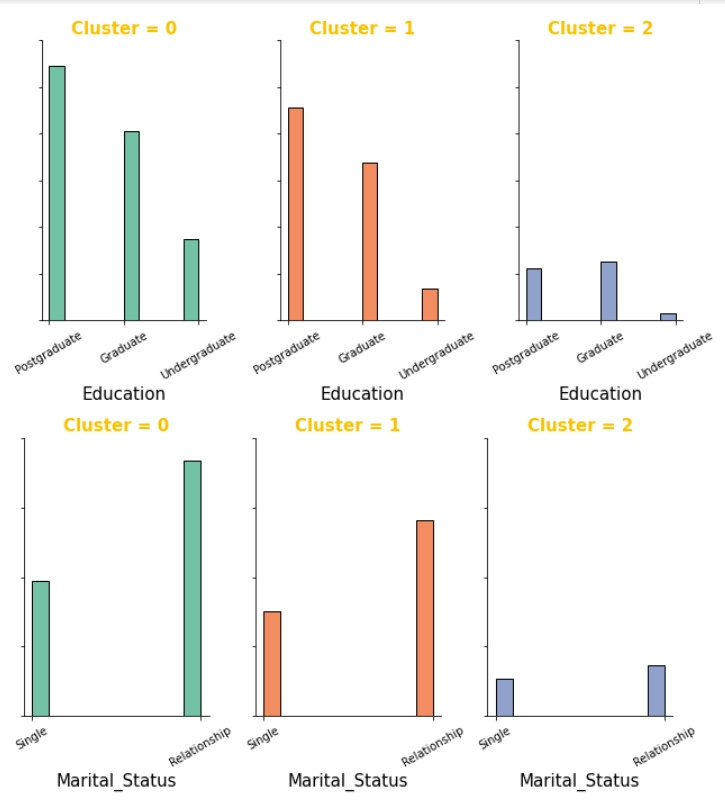 Cluster = 0
Cluster = 1
Cluster = 2
Postgraduate
Graduate
Undergraduate
Postgraduate
Graduate
Undergraduate
Postgraduate
Graduate
Undergraduate
Education
Education
Education
Cluster = 0
Cluster = 1
Cluster = 2
Single
Relationship
Single
Relationship
Single
Relationship
Marital_Status
Marital_Status
Marital_Status